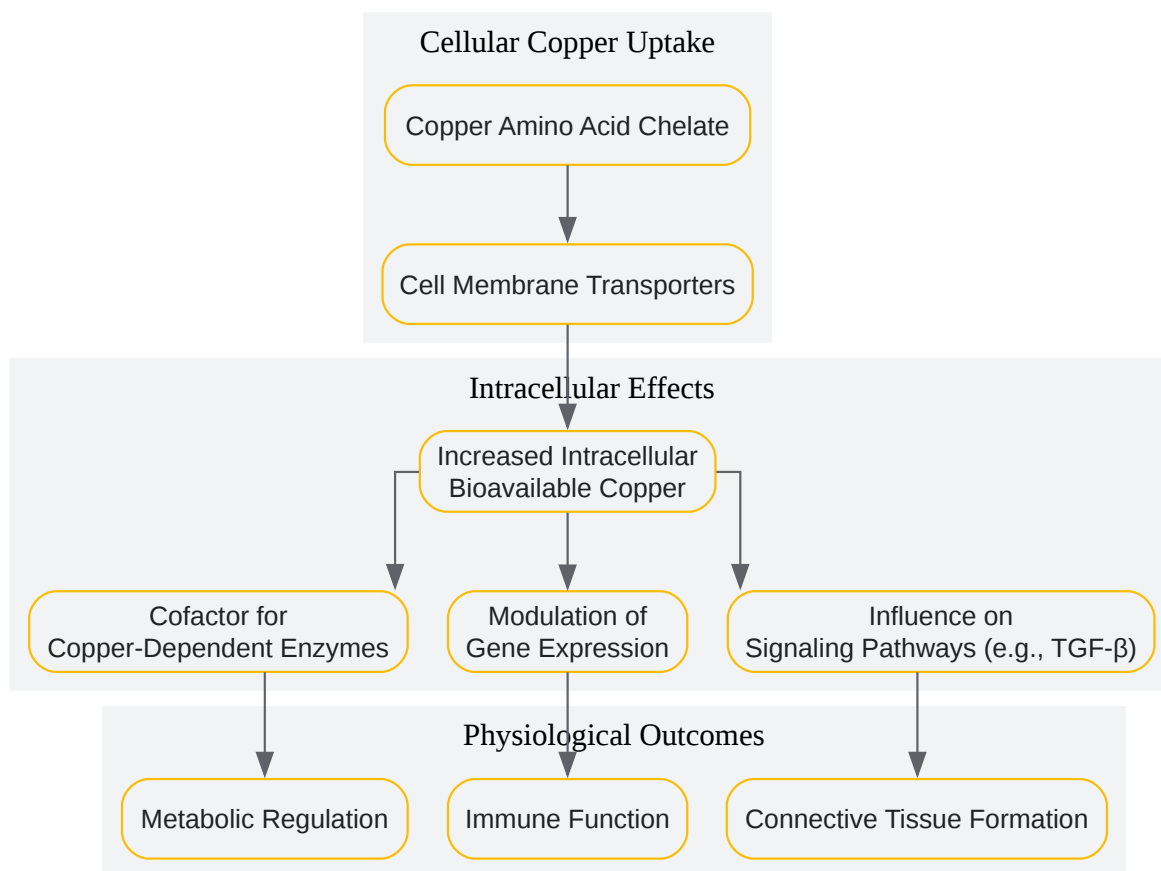 Cellular Copper Uptake
Copper Amino Acid Chelate
Cell Membrane Transporters
Intracellular Effects
Increased Intracellular
Bioavailable Copper
Cofactor for
Copper-Dependent Enzymes
Modulation of
Gene Expression
Influence on
Signaling Pathways (e.g., TGF-β)
Physiological Outcomes
Metabolic Regulation
Immune Function
Connective Tissue Formation